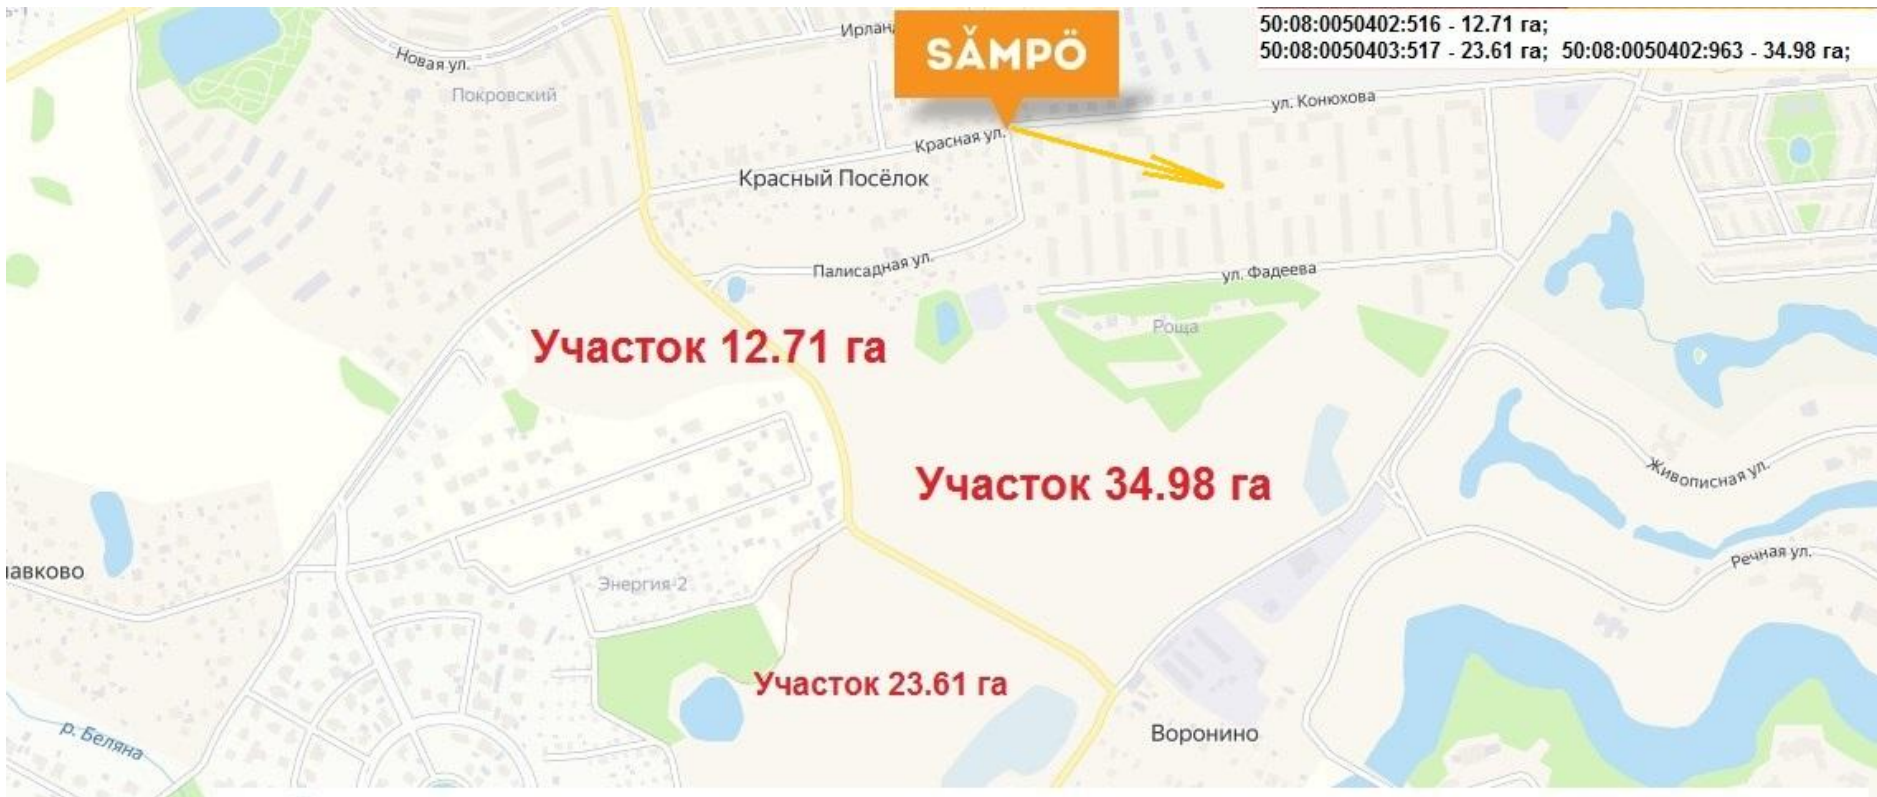 50:08:0050402:516 - 12.71 га;
50:08:0050403:517 - 23.61 га; 50:08:0050402:963 - 34.98 га;
SǍMPÖ
Новая ул.
Покровский
Красная ул.
ул. Конюхова
Красный Посёлок
Палисадная ул.
ул. Фадеева
Роща
Участок 12.71 га
Участок 34.98 га
Живописная ул.
Речная ул.
Энергия-2
Участок 23.61 га
р. Беляна
Воронино